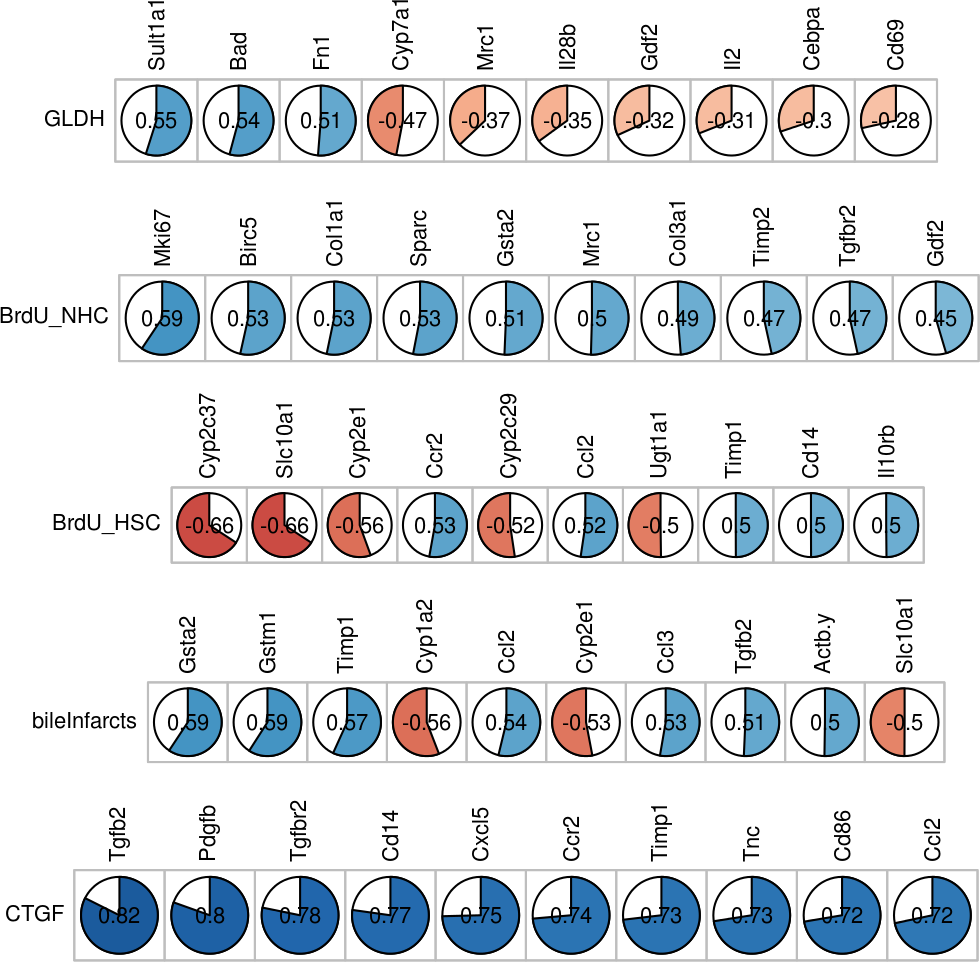 Sult1a1 Bad Fn1 Cyp7a1 Mrc1 Il28b Gdf2 Il2 Cebpa Cd69
GLDH 0.55 0.54 0.51 -0.47 -0.37 -0.35 -0.32 -0.31 -0.3 -0.28
Mki67 Birc5 Col1a1 Sparc Gsta2 Mrc1 Col3a1 Timp2 Tgfbr2 Gdf2
BrdU_NHC 0.59 0.53 0.53 0.53 0.51 0.5 0.49 0.47 0.47 0.45
Cyp2c37 Slc10a1 Cyp2e1 Ccr2 Cyp2c29 Ccl2 Ugt1a1 Timp1 Cd14 Il10rb
BrdU_HSC -0.66 -0.66 -0.56 0.53 -0.52 0.52 -0.5 0.5 0.5 0.5
Gsta2 Gstm1 Timp1 Cyp1a2 Ccl2 Cyp2e1 Ccl3 Tgfb2 Actb.y Slc10a1
bileInfarcts 0.59 0.59 0.57 -0.56 0.54 -0.53 0.53 0.51 0.5 -0.5
Tgfb2 Pdgfb Tgfbr2 Cd14 Cxcl5 Ccr2 Timp1 Tnc Cd86 Ccl2
CTGF 0.82 0.8 0.78 0.77 0.75 0.74 0.73 0.73 0.72 0.72